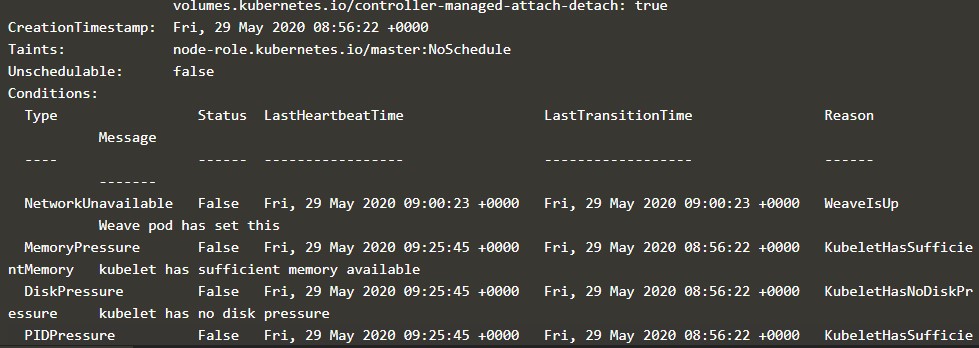 volumes.kubernetes.io/controller-managed-attach-detach: true
CreationTimestamp:  Fri, 29 May 2020 08:56:22 +0000
Taints:             node-role.kubernetes.io/master:NoSchedule
Unschedulable:      false
Conditions:
  Type                 Status  LastHeartbeatTime                 LastTransitionTime                Reason
           Message
  ----                 ------  -----------------                 ------------------                ------
           -------
  NetworkUnavailable   False   Fri, 29 May 2020 09:00:23 +0000   Fri, 29 May 2020 09:00:23 +0000   WeaveIsUp
           Weave pod has set this
  MemoryPressure       False   Fri, 29 May 2020 09:25:45 +0000   Fri, 29 May 2020 08:56:22 +0000   KubeletHasSufficie
ntMemory   kubelet has sufficient memory available
  DiskPressure         False   Fri, 29 May 2020 09:25:45 +0000   Fri, 29 May 2020 08:56:22 +0000   KubeletHasNoDiskPr
essure     kubelet has no disk pressure
  PIDPressure          False   Fri, 29 May 2020 09:25:45 +0000   Fri, 29 May 2020 08:56:22 +0000   KubeletHasSufficie